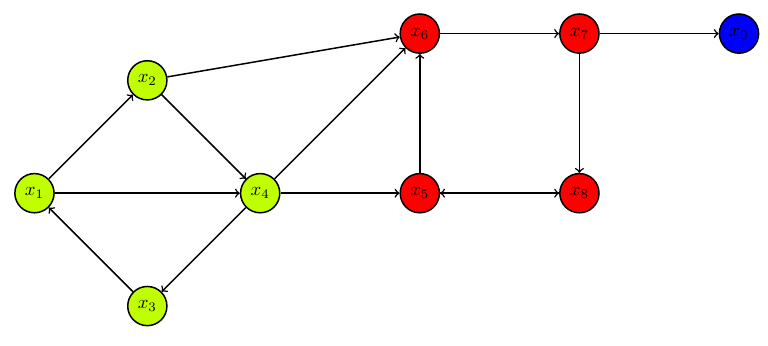 x₆ x₇ x₉
x₂
x₁ x₄ x₅ x₈
x₃